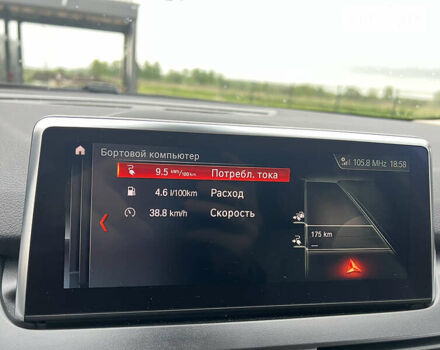 Бортовой компьютер
105.8 MHz 18:58
9.5 kWh/100km Потребл. тока
4.6 l/100km Расход
38.8 km/h Скорость
175 km